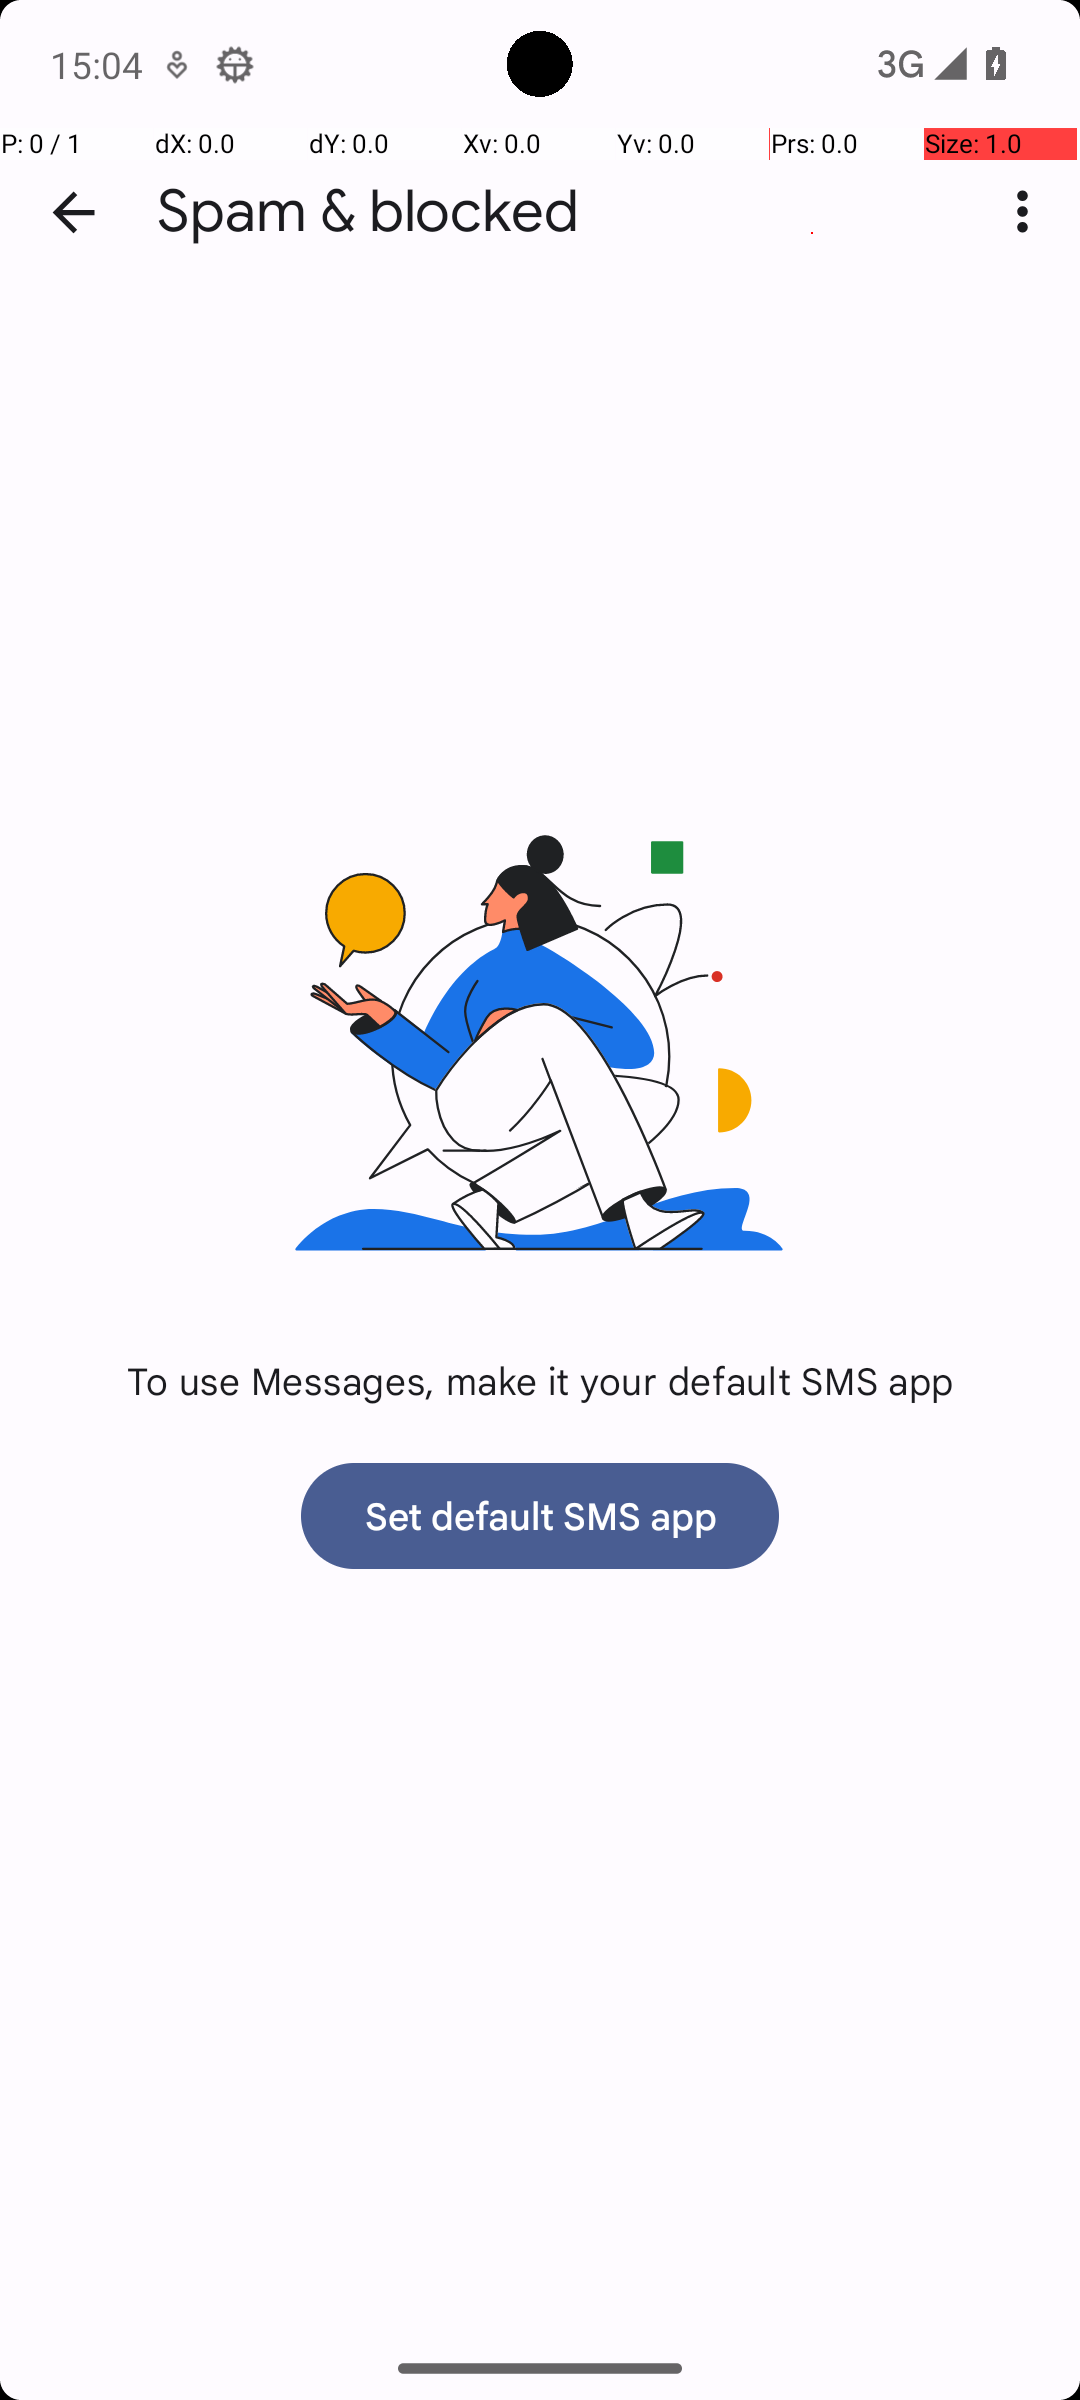 15:04
3G
P: 0 / 1
dX: 0.0
dY: 0.0
Xv: 0.0
Yv: 0.0
Prs: 0.0
Size: 1.0
Spam & blocked
To use Messages, make it your default SMS app
Set default SMS app